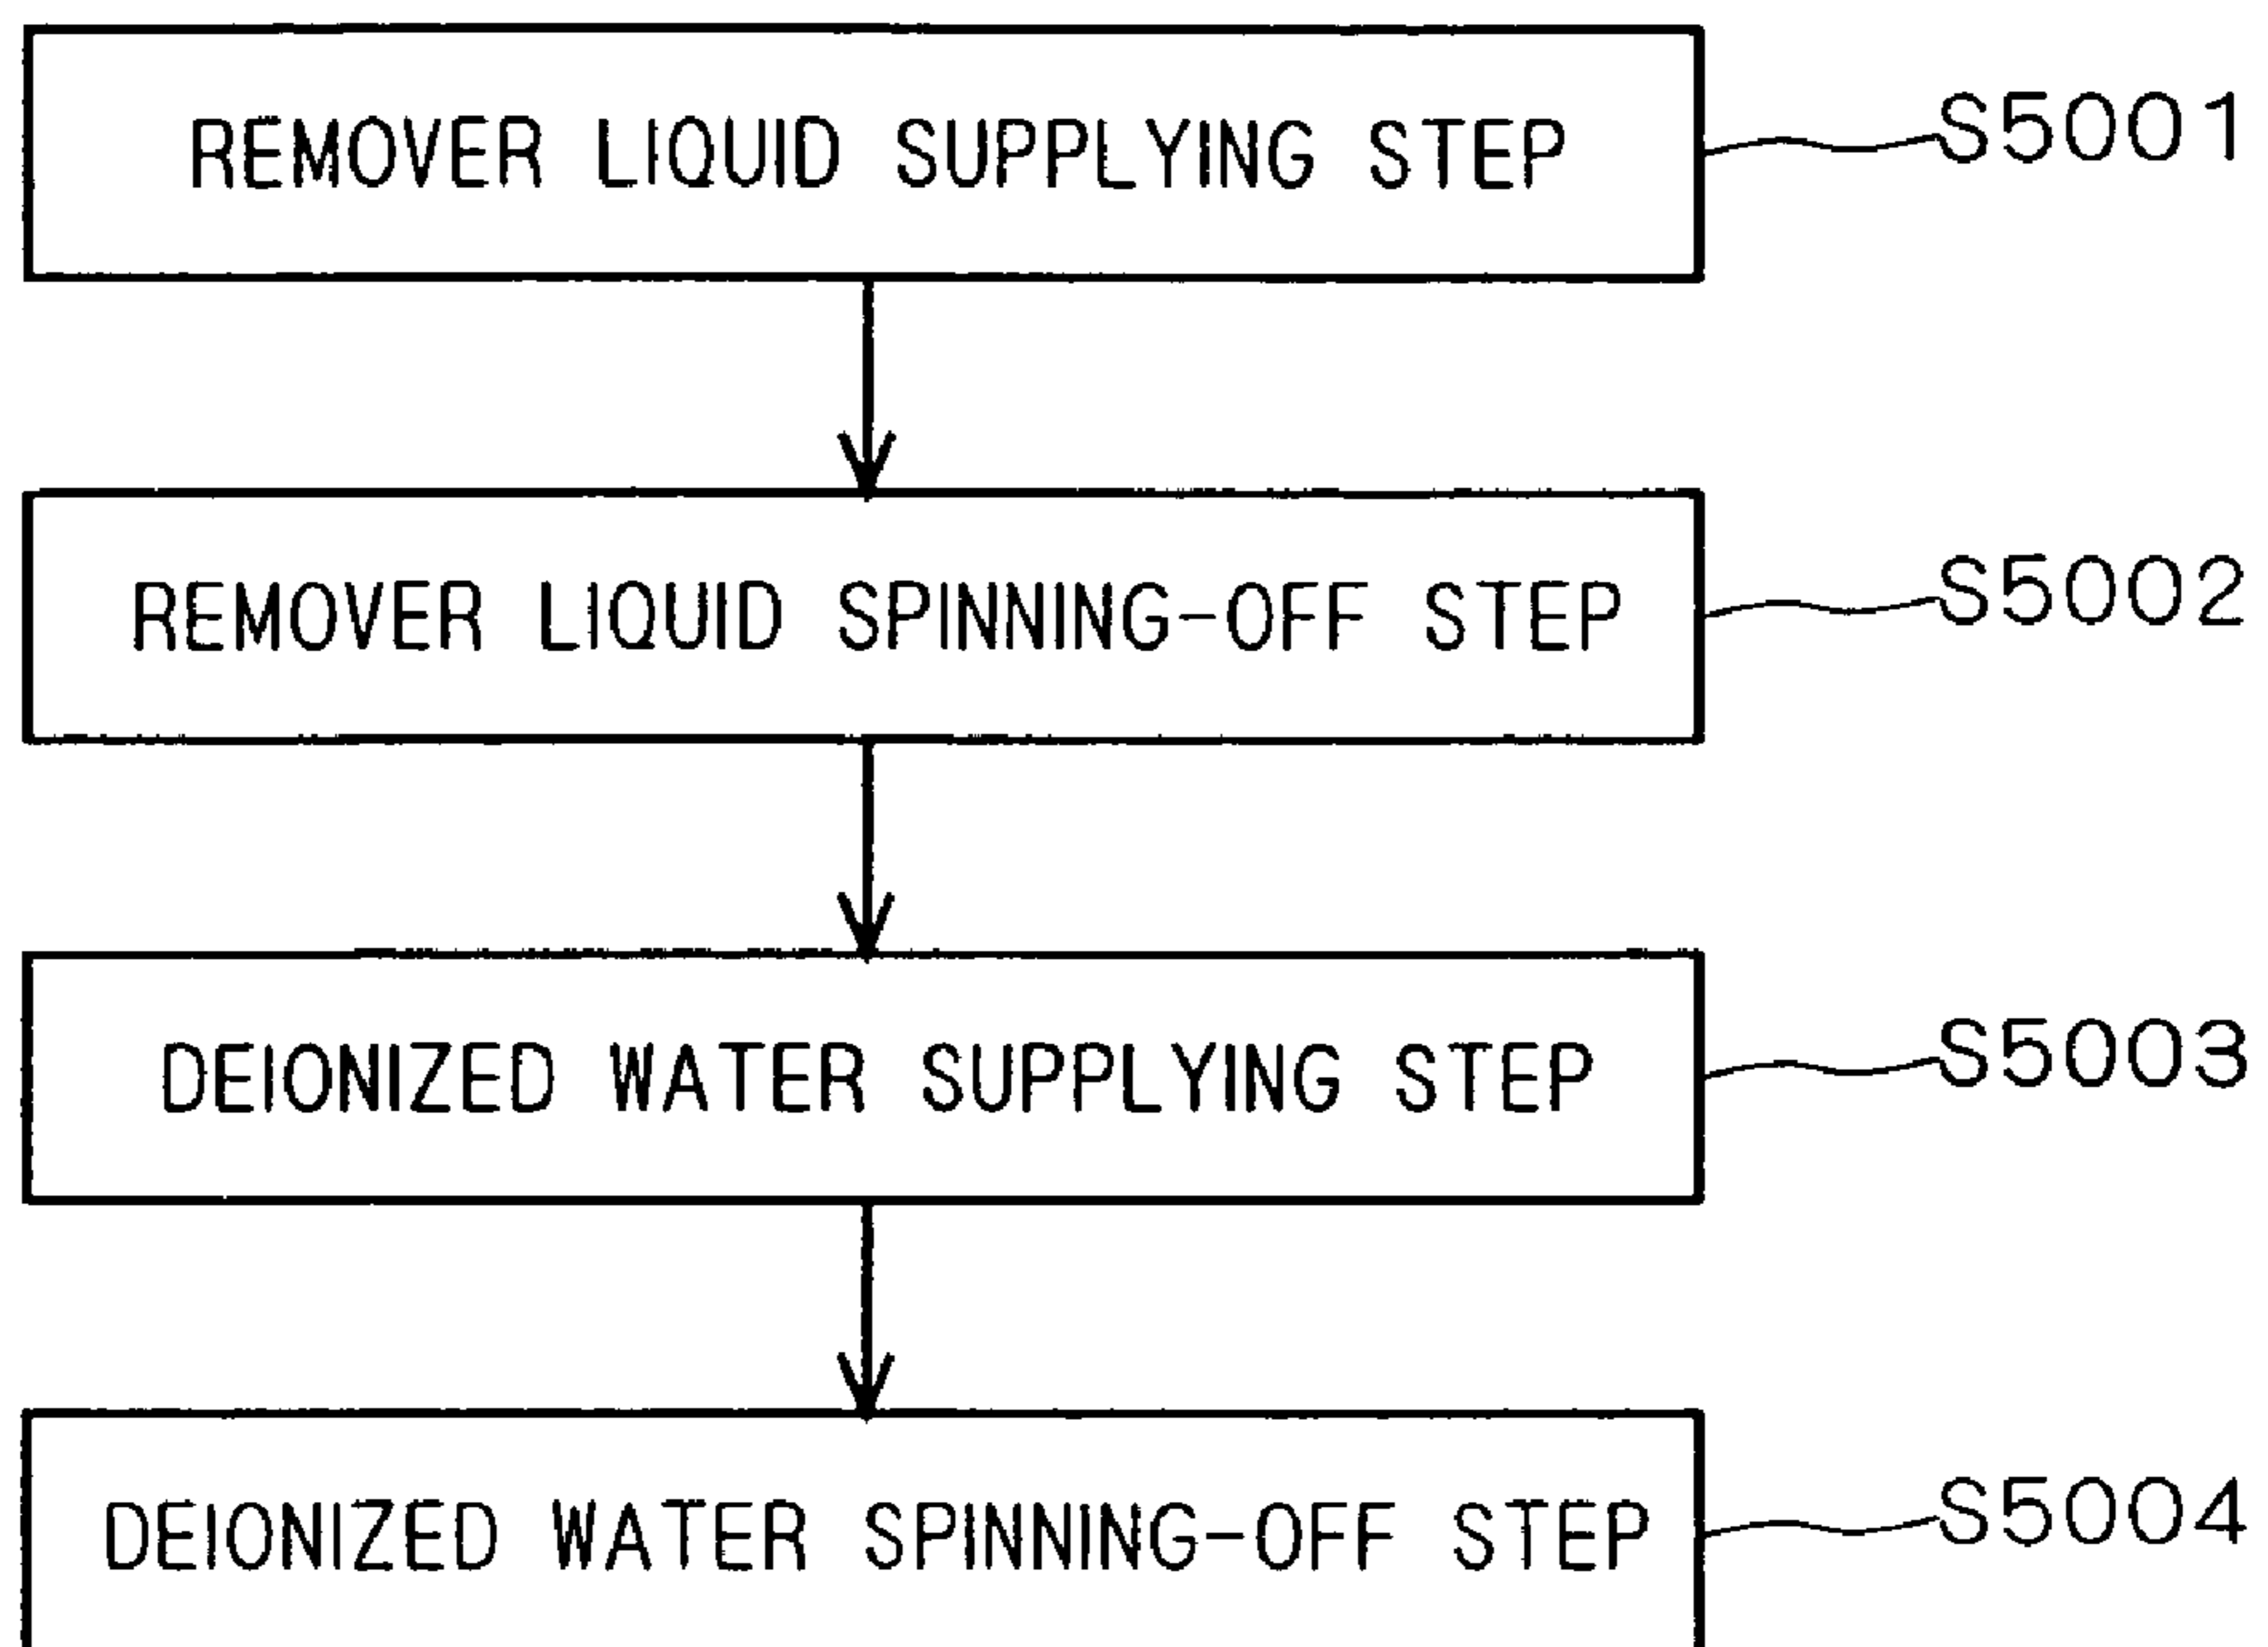 REMOVER LIQUID SUPPLYING STEP S5001
REMOVER LIQUID SPINNING-OFF STEP S5002
DEIONIZED WATER SUPPLYING STEP S5003
DEIONIZED WATER SPINNING-OFF STEP S5004